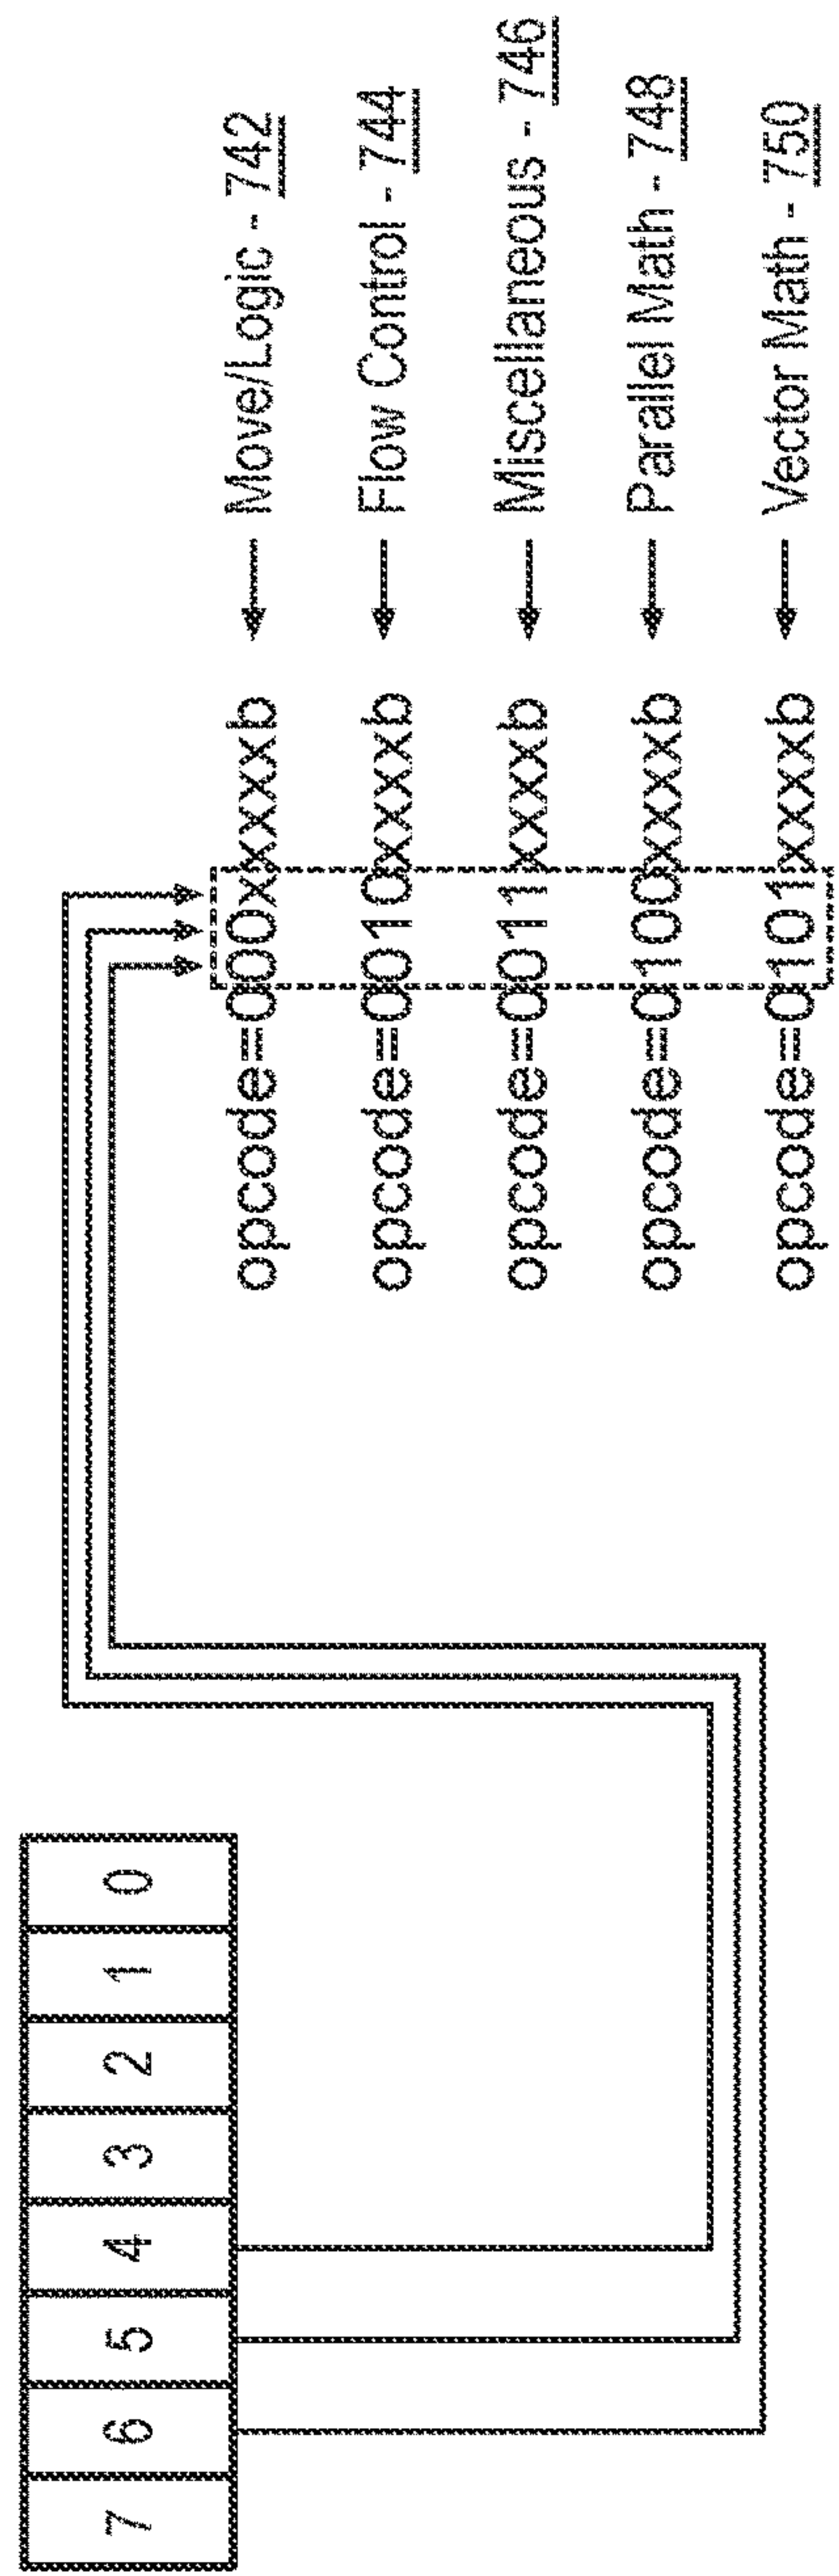 7 6 5 4 3 2 1 0
opcode=000xxxxxb Move/Logic - 742
opcode=0010xxxxb Flow Control - 744
opcode=0011xxxxb Miscellaneous - 746
opcode=0100xxxxb Parallel Math - 748
opcode=0101xxxxb Vector Math - 750